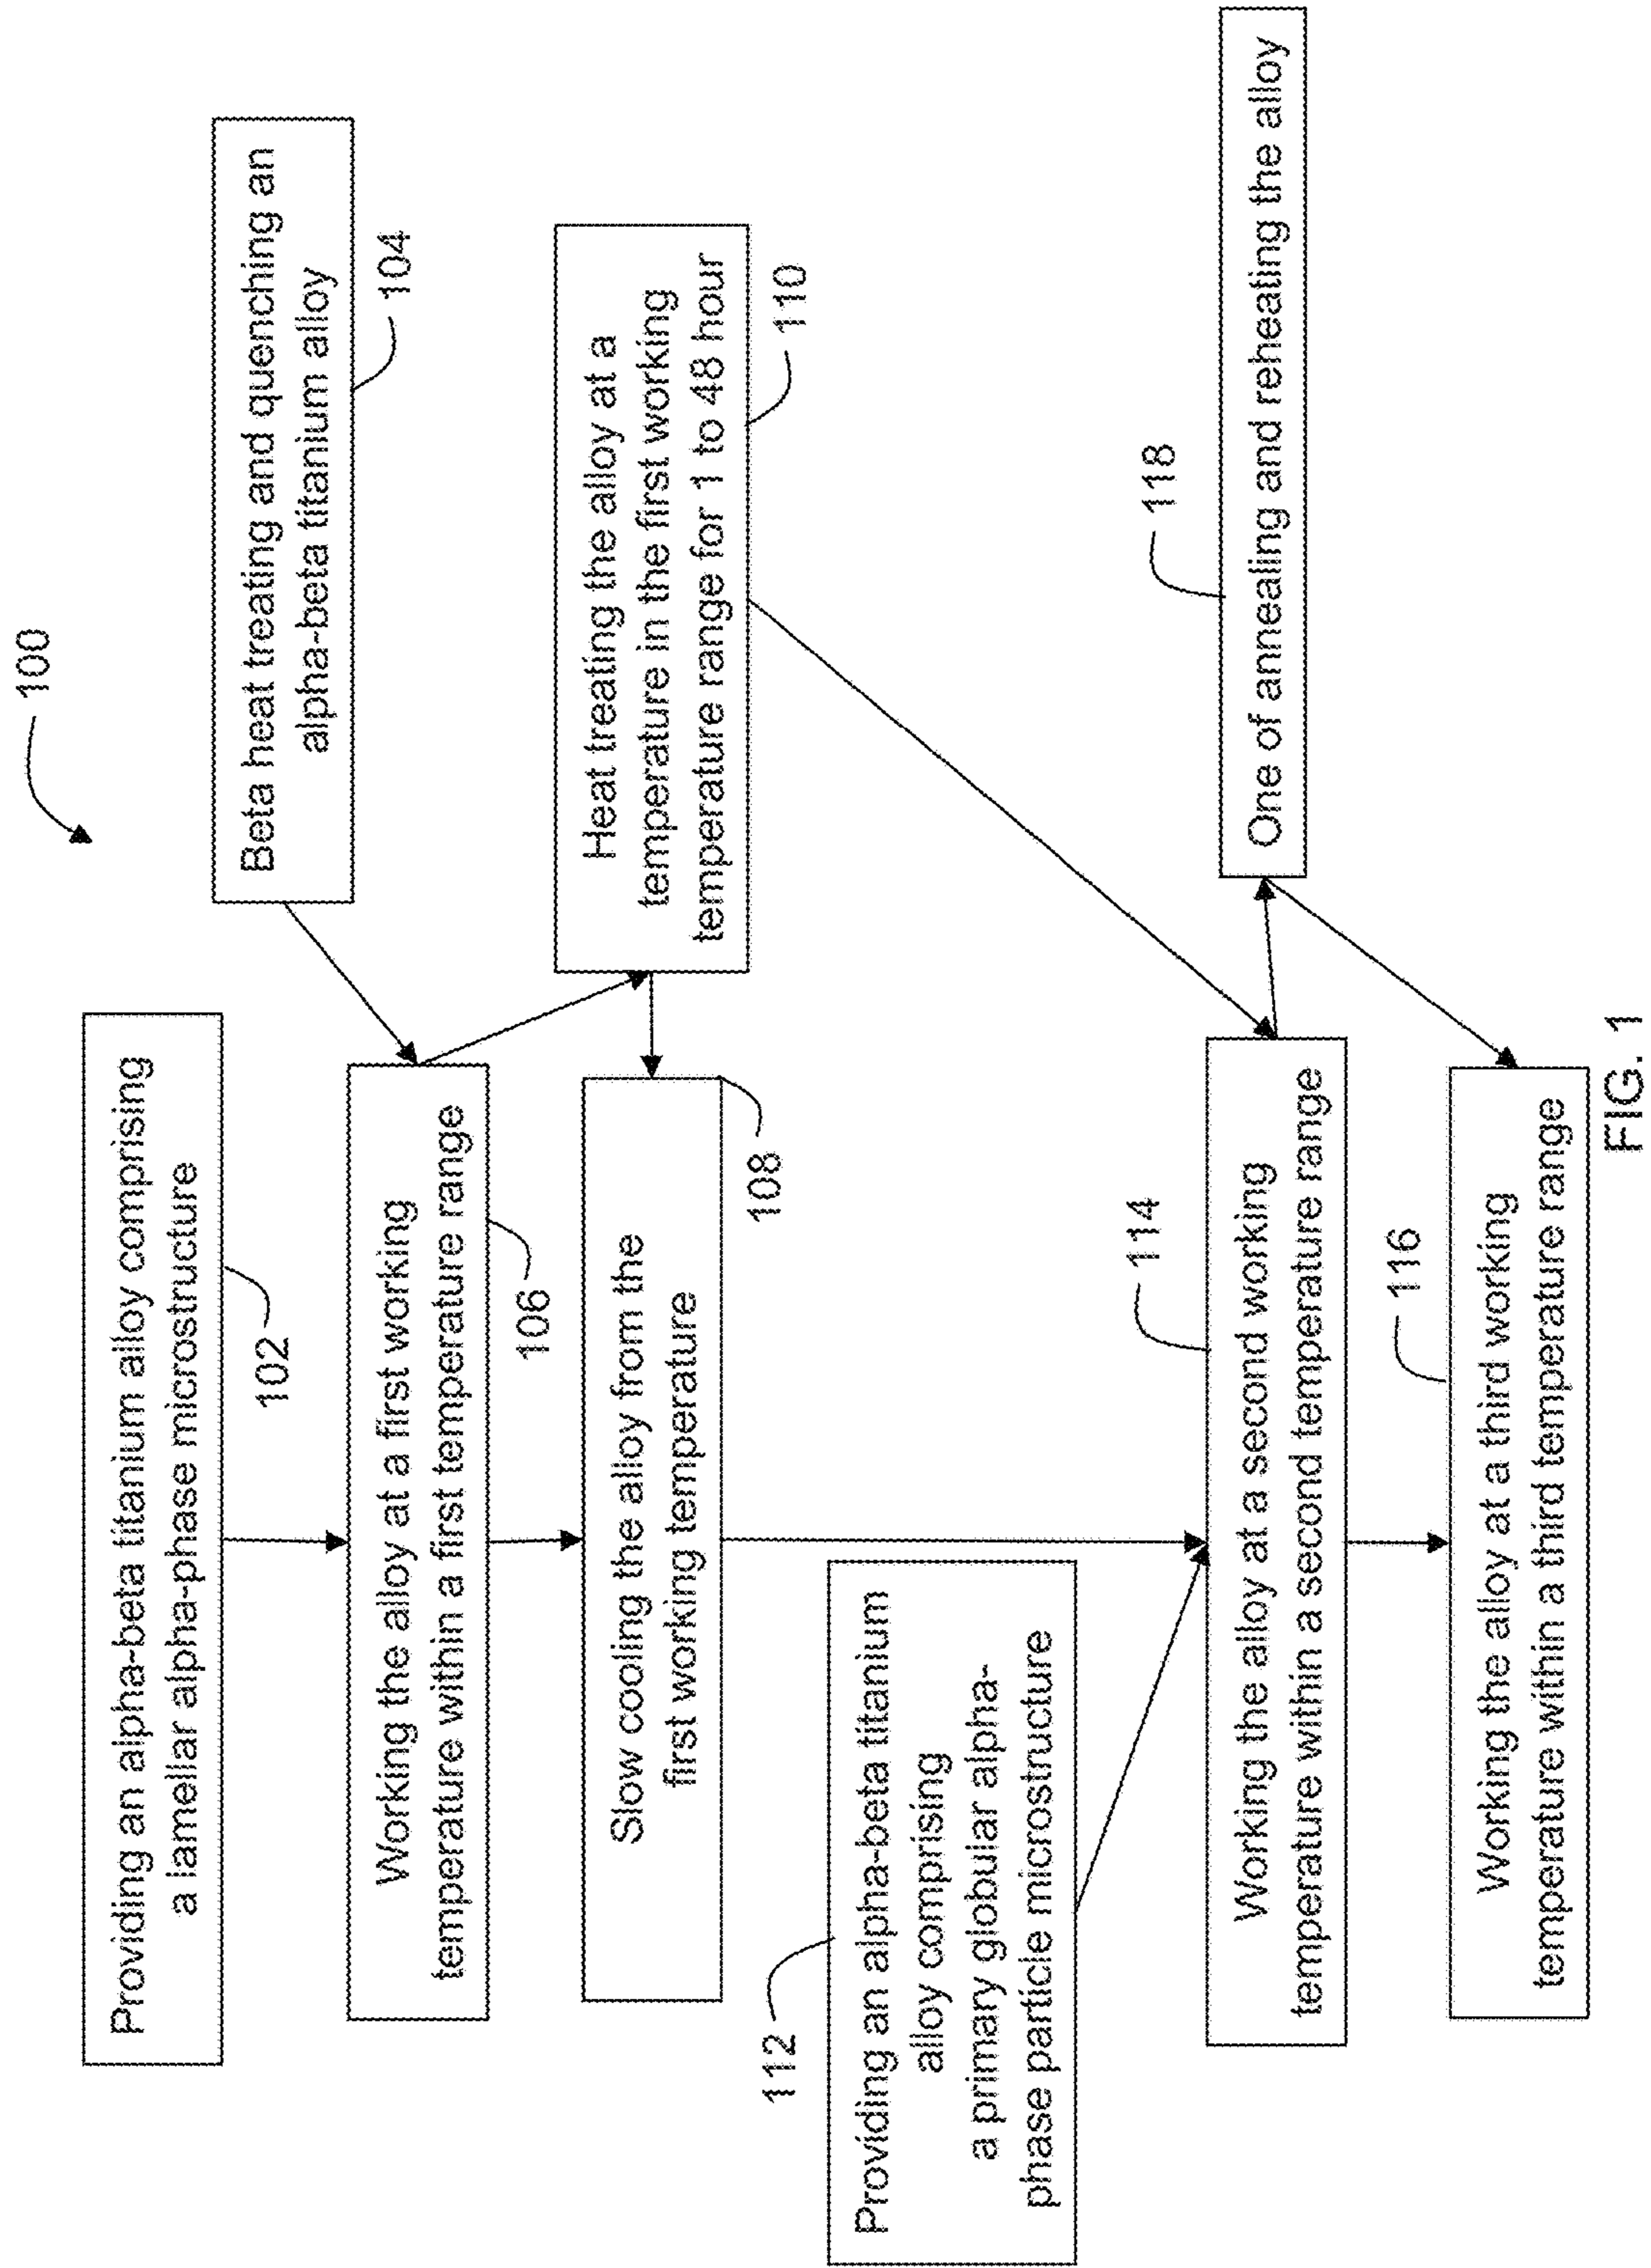 100
Providing an alpha-beta titanium alloy comprising
a lamellar alpha-phase microstructure
102
Beta heat treating and quenching an
alpha-beta titanium alloy
104
Working the alloy at a first working
temperature within a first temperature range
106
Heat treating the alloy at a
temperature in the first working
temperature range for 1 to 48 hour
110
Slow cooling the alloy from the
first working temperature
108
112
Providing an alpha-beta titanium
alloy comprising
a primary globular alpha-
phase particle microstructure
114
Working the alloy at a second working
temperature within a second temperature range
118
One of annealing and reheating the alloy
116
Working the alloy at a third working
temperature within a third temperature range
FIG. 1